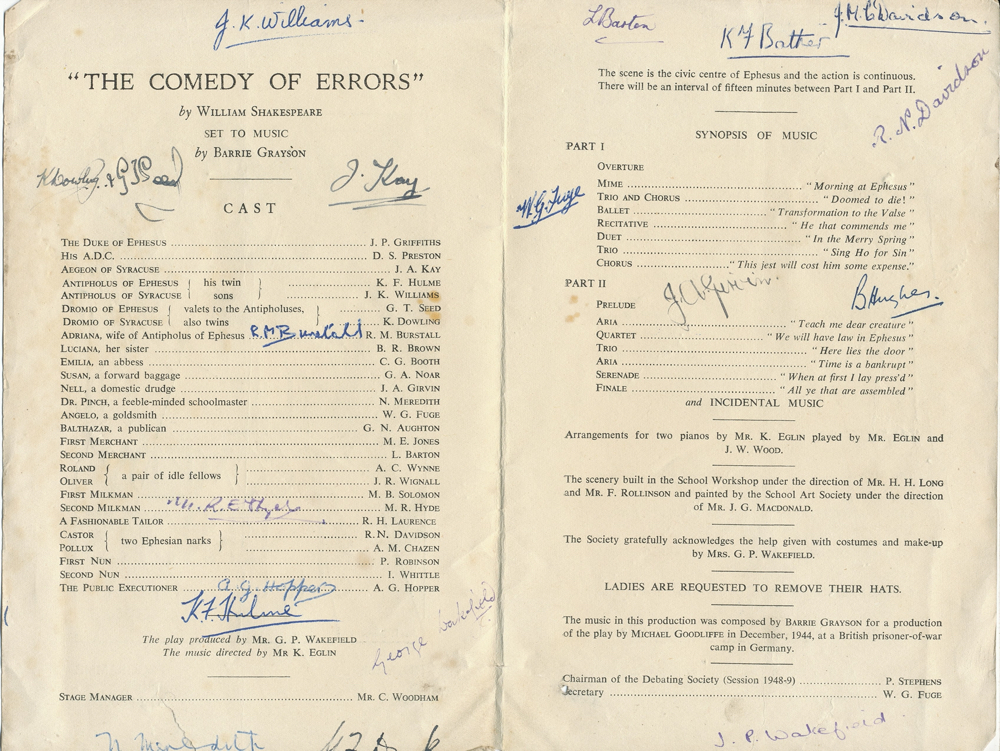 J. K. Williams.
"THE COMEDY OF ERRORS"
by WILLIAM SHAKESPEARE
SET TO MUSIC
by BARRIE GRAYSON
KDowling. & G T Seed
J. Kay
CAST
THE DUKE OF EPHESUS ... J. P. GRIFFITHS
HIS A.D.C. ... D. S. PRESTON
AEGEON OF SYRACUSE ... J. A. KAY
ANTIPHOLUS OF EPHESUS { his twin } ... K. F. HULME
ANTIPHOLUS OF SYRACUSE { sons } ... J. K. WILLIAMS
DROMIO OF EPHESUS { valets to the Antipholuses, } ... G. T. SEED
DROMIO OF SYRACUSE { also twins } ... K. DOWLING
ADRIANA, wife of Antipholus of Ephesus R. M. Burstall R. M. BURSTALL
LUCIANA, her sister ... B. R. BROWN
EMILIA, an abbess ... C. G. BOOTH
SUSAN, a forward baggage ... G. A. NOAR
NELL, a domestic drudge ... J. A. GIRVIN
DR. PINCH, a feeble-minded schoolmaster ... N. MEREDITH
ANGELO, a goldsmith ... W. G. FUGE
BALTHAZAR, a publican ... G. N. AUGHTON
FIRST MERCHANT ... M. E. JONES
SECOND MERCHANT ... L. BARTON
ROLAND { a pair of idle fellows } ... A. C. WYNNE
OLIVER ... J. R. WIGNALL
FIRST MILKMAN ... M. B. SOLOMON
SECOND MILKMAN ... M. R. HYDE
A FASHIONABLE TAILOR ... R. H. LAURENCE
CASTOR { two Ephesian narks } ... R.N. DAVIDSON
POLLUX ... A. M. CHAZEN
FIRST NUN ... P. ROBINSON
SECOND NUN ... I. WHITTLE
THE PUBLIC EXECUTIONER ... A G Hopper ... A. G. HOPPER
K F Hulme
The play produced by MR. G. P. WAKEFIELD
The music directed by MR K. EGLIN
George Wakefield
STAGE MANAGER ... MR. C. WOODHAM
N Meredith
L Barton
K F Bather
J. M. C. Davidson.
R. N. Davidson
The scene is the civic centre of Ephesus and the action is continuous.
There will be an interval of fifteen minutes between Part I and Part II.
SYNOPSIS OF MUSIC
PART I
OVERTURE
MIME ... "Morning at Ephesus"
TRIO AND CHORUS ... "Doomed to die!"
BALLET ... "Transformation to the Valse"
RECITATIVE ... "He that commends me"
DUET ... "In the Merry Spring"
TRIO ... "Sing Ho for Sin"
CHORUS ... "This jest will cost him some expense."
W. G. Fuge
PART II
PRELUDE
B Hughes.
ARIA ... "Teach me dear creature"
QUARTET ... "We will have law in Ephesus"
TRIO ... "Here lies the door"
ARIA ... "Time is a bankrupt"
SERENADE ... "When at first I lay press'd"
FINALE ... "All ye that are assembled"
and INCIDENTAL MUSIC
Arrangements for two pianos by MR. K. EGLIN played by MR. EGLIN and
J. W. WOOD.
The scenery built in the School Workshop under the direction of MR. H. H. LONG
and MR. F. ROLLINSON and painted by the School Art Society under the direction
of MR. J. G. MACDONALD.
The Society gratefully acknowledges the help given with costumes and make-up
by MRS. G. P. WAKEFIELD.
LADIES ARE REQUESTED TO REMOVE THEIR HATS.
The music in this production was composed by BARRIE GRAYSON for a production
of the play by MICHAEL GOODLIFFE in December, 1944, at a British prisoner-of-war
camp in Germany.
Chairman of the Debating Society (Session 1948-9) ... P. STEPHENS
Secretary ... W. G. FUGE
J. P. Wakefield